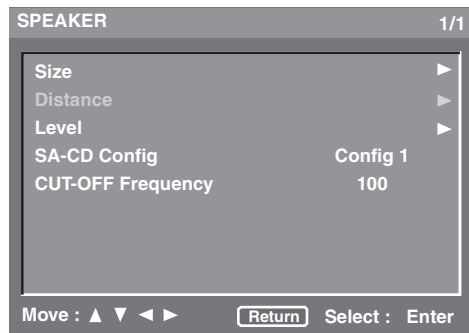 SPEAKER 1/1
Size ▶
Distance ▶
Level ▶
SA-CD Config Config 1
CUT-OFF Frequency 100
Move : ▲ ▼ ◀ ▶ Return Select : Enter